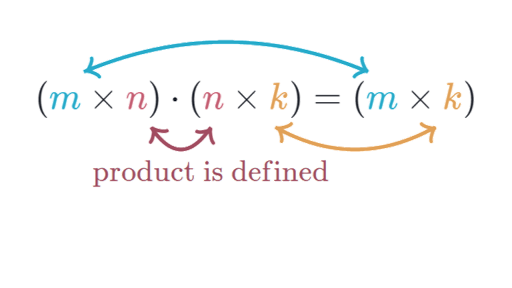 (m × n) · (n × k) = (m × k)
product is defined